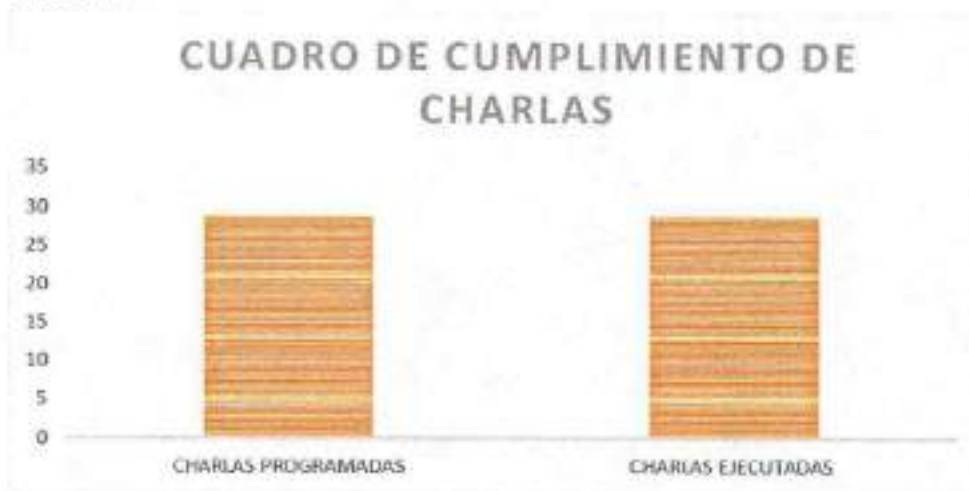 CUADRO DE CUMPLIMIENTO DE
CHARLAS
35
30
25
20
15
10
5
0
CHARLAS PROGRAMADAS
CHARLAS EJECUTADAS